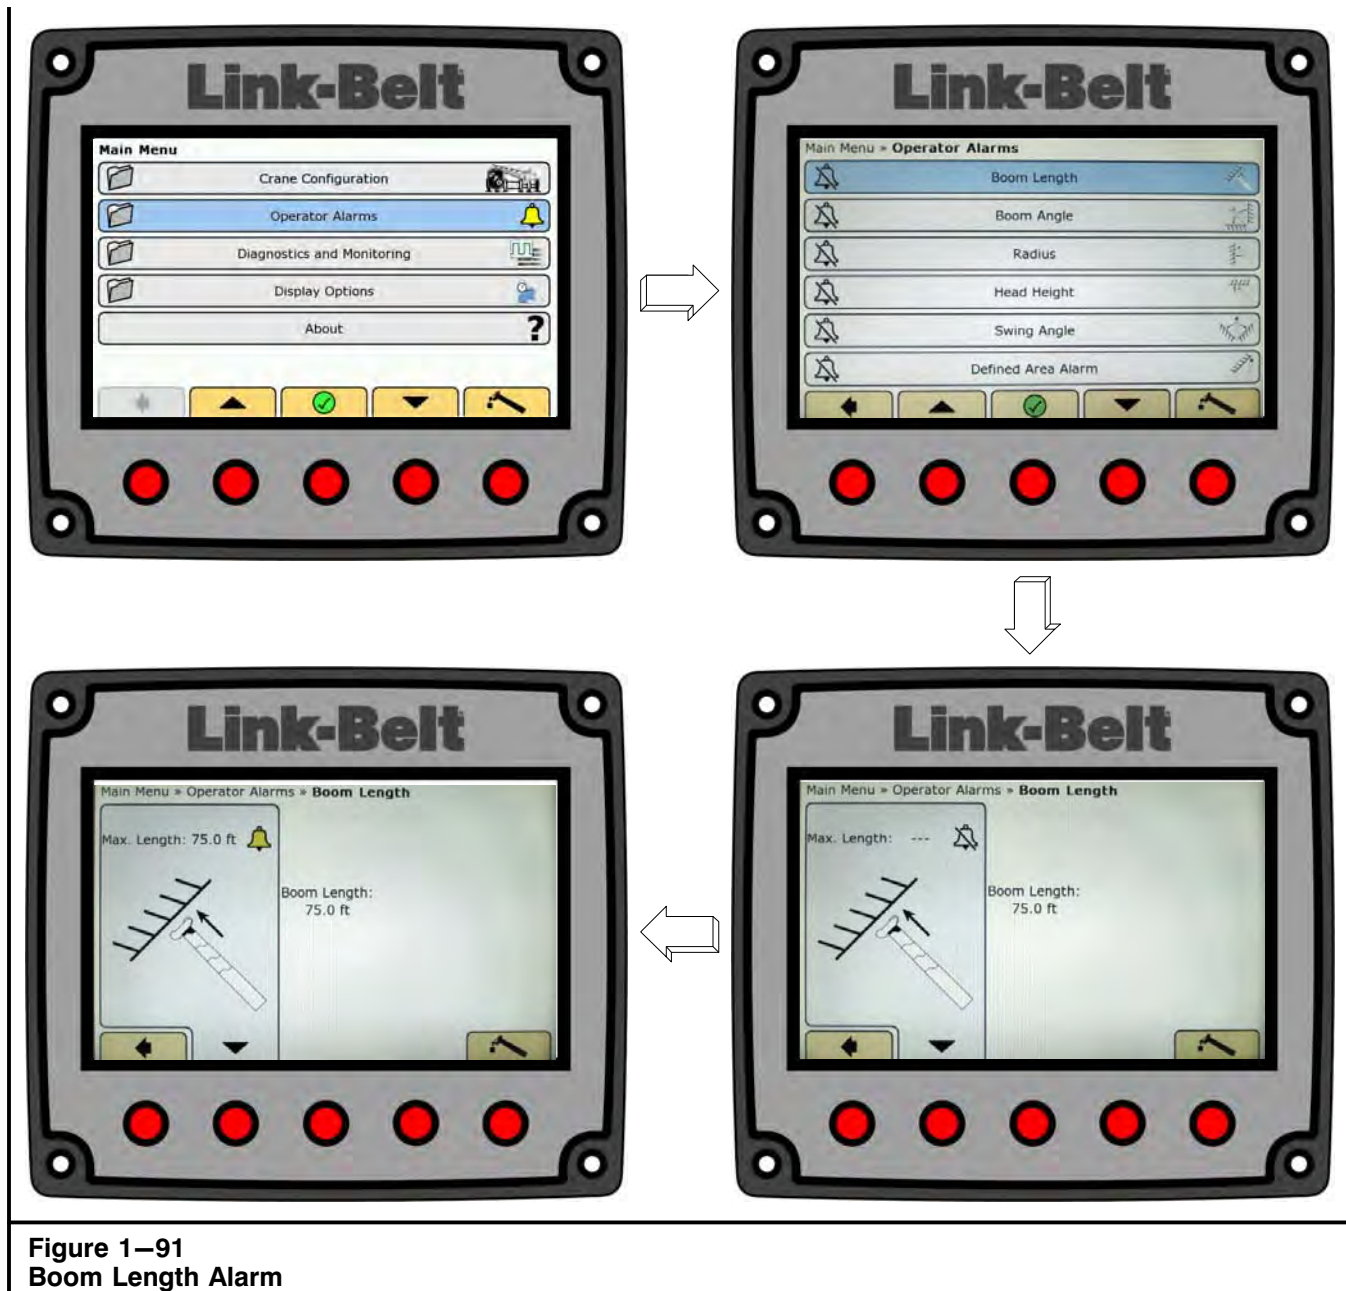 Link-Belt
Main Menu
Crane Configuration
Operator Alarms
Diagnostics and Monitoring
Display Options
About
?
Link-Belt
Main Menu » Operator Alarms
Boom Length
Boom Angle
Radius
Head Height
Swing Angle
Defined Area Alarm
Link-Belt
Main Menu » Operator Alarms » Boom Length
Max. Length: ---
Boom Length:
75.0 ft
Link-Belt
Main Menu » Operator Alarms » Boom Length
Max. Length: 75.0 ft
Boom Length:
75.0 ft
Figure 1–91
Boom Length Alarm